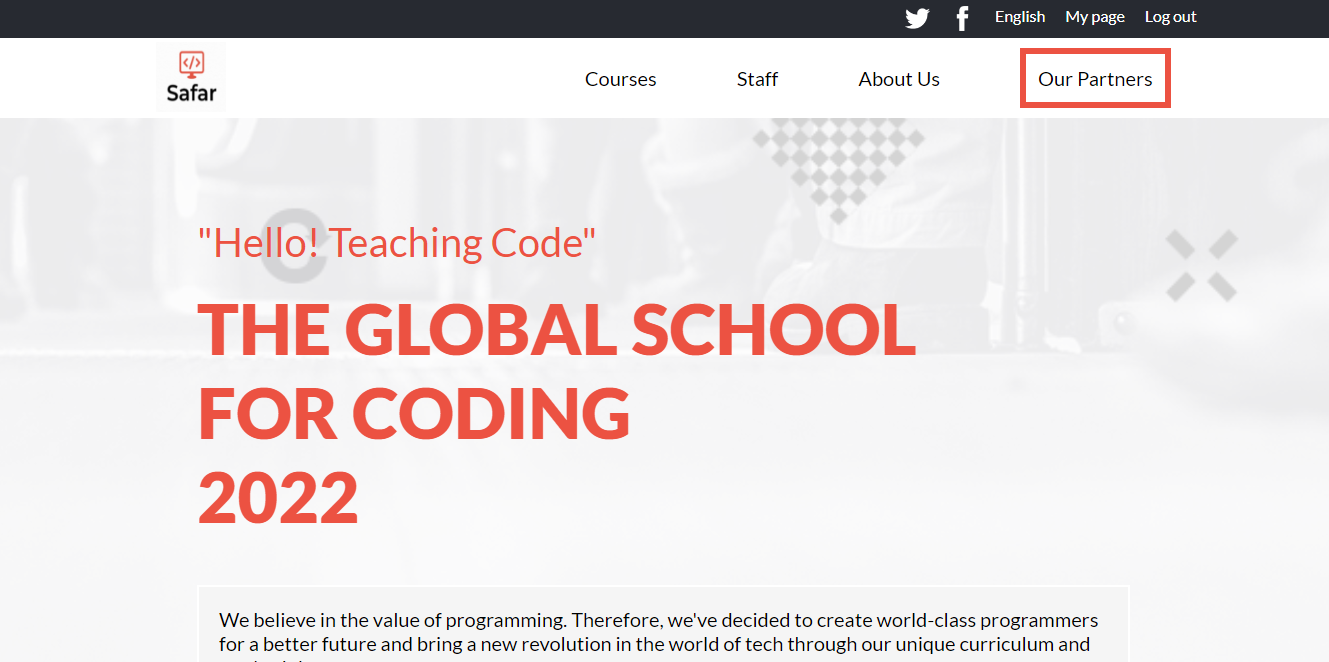 English My page Log out
</>
Safar
Courses Staff About Us Our Partners
"Hello! Teaching Code"
THE GLOBAL SCHOOL
FOR CODING
2022
We believe in the value of programming. Therefore, we've decided to create world-class programmers
for a better future and bring a new revolution in the world of tech through our unique curriculum and